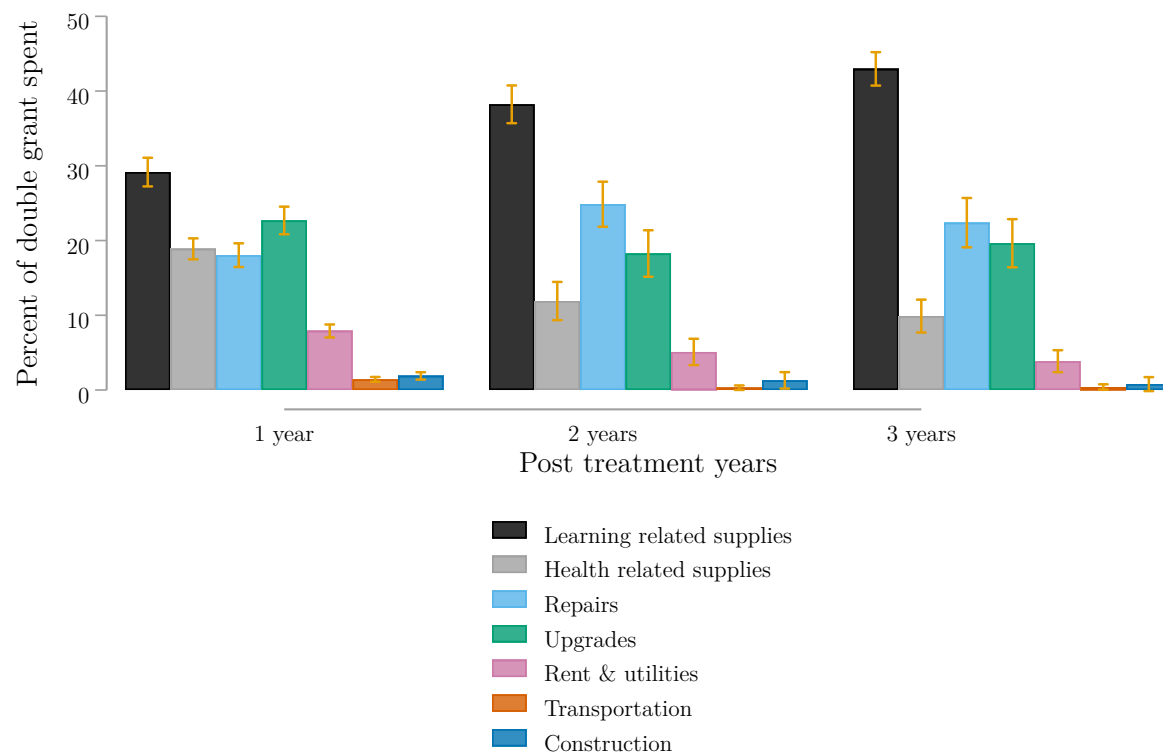 Percent of double grant spent
50
40
30
20
10
0
1 year
2 years
3 years
Post treatment years
Learning related supplies
Health related supplies
Repairs
Upgrades
Rent & utilities
Transportation
Construction